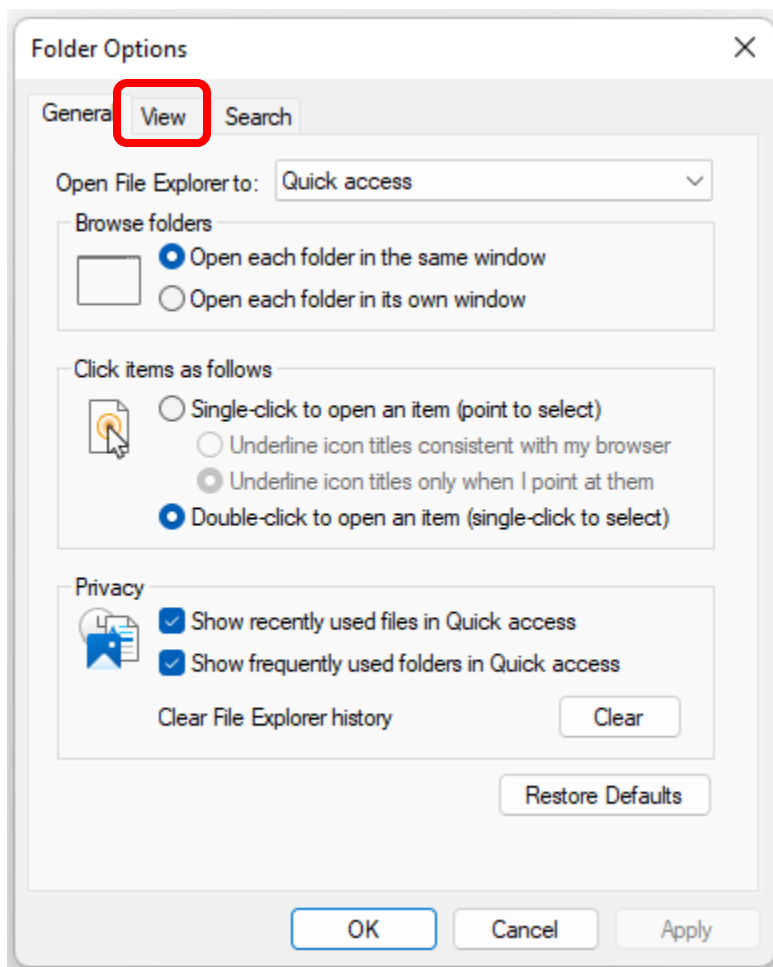 Folder Options
General View Search
Open File Explorer to: Quick access
Browse folders
Open each folder in the same window
Open each folder in its own window
Click items as follows
Single-click to open an item (point to select)
Underline icon titles consistent with my browser
Underline icon titles only when I point at them
Double-click to open an item (single-click to select)
Privacy
Show recently used files in Quick access
Show frequently used folders in Quick access
Clear File Explorer history Clear
Restore Defaults
OK Cancel Apply